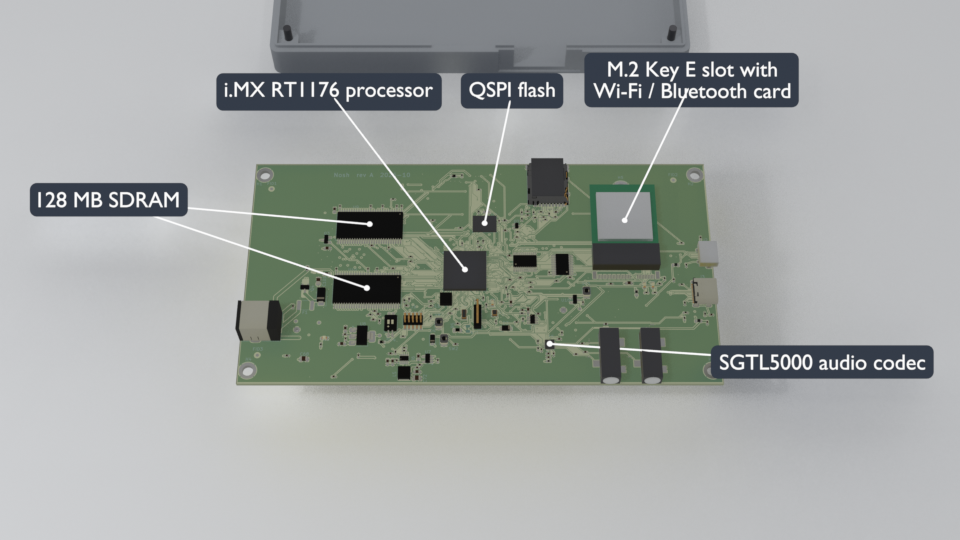 M.2 Key E slot with
Wi-Fi / Bluetooth card
i.MX RT1176 processor
QSPI flash
128 MB SDRAM
SGTL5000 audio codec